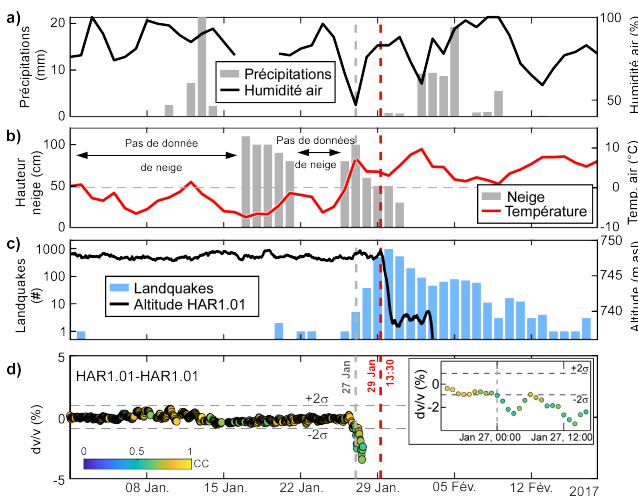 a)
20
10
0
Précipitations
(mm)
Précipitations
Humidité air
100
50
Humidité air (%)
b)
100
50
0
Hauteur
neige (cm)
Pas de donnée
de neige
Pas de données
de neige
Neige
Température
10
0
-10
Temp. air (°C)
c)
1000
100
10
1
Landquakes
(#)
Landquakes
Altitude HAR1.01
750
745
740
Altitude (m asl)
d)
5
0
-5
dv/v (%)
HAR1.01-HAR1.01
+2σ
-2σ
0
0.5
1
CC
27 Jan
29 Jan
13:30
0
-2
dv/v (%)
+2σ
-2σ
Jan 27, 00:00
Jan 27, 12:00
08 Jan.
15 Jan.
22 Jan.
29 Jan.
05 Fév.
12 Fév.
2017